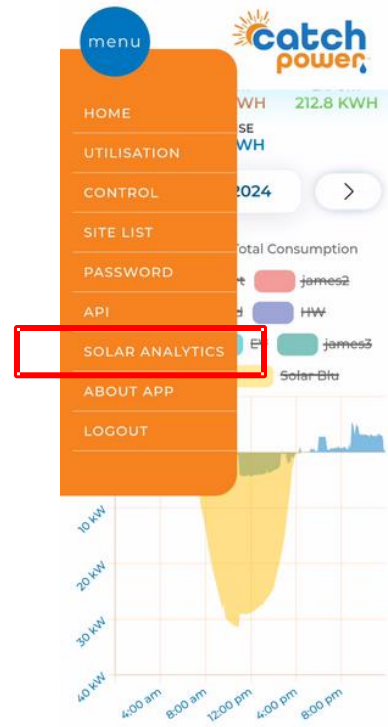 menu
catch
power
HOME
WH 212.8 KWH
SE
WH
UTILISATION
CONTROL
2024 >
SITE LIST
otal Consumption
PASSWORD
james2
API
HW
SOLAR ANALYTICS
james3
ABOUT APP
Solar Blu
LOGOUT
10 kW
20 kW
30 kW
40 kW
4:00 am 8:00 am 12:00 pm 4:00 pm 8:00 pm